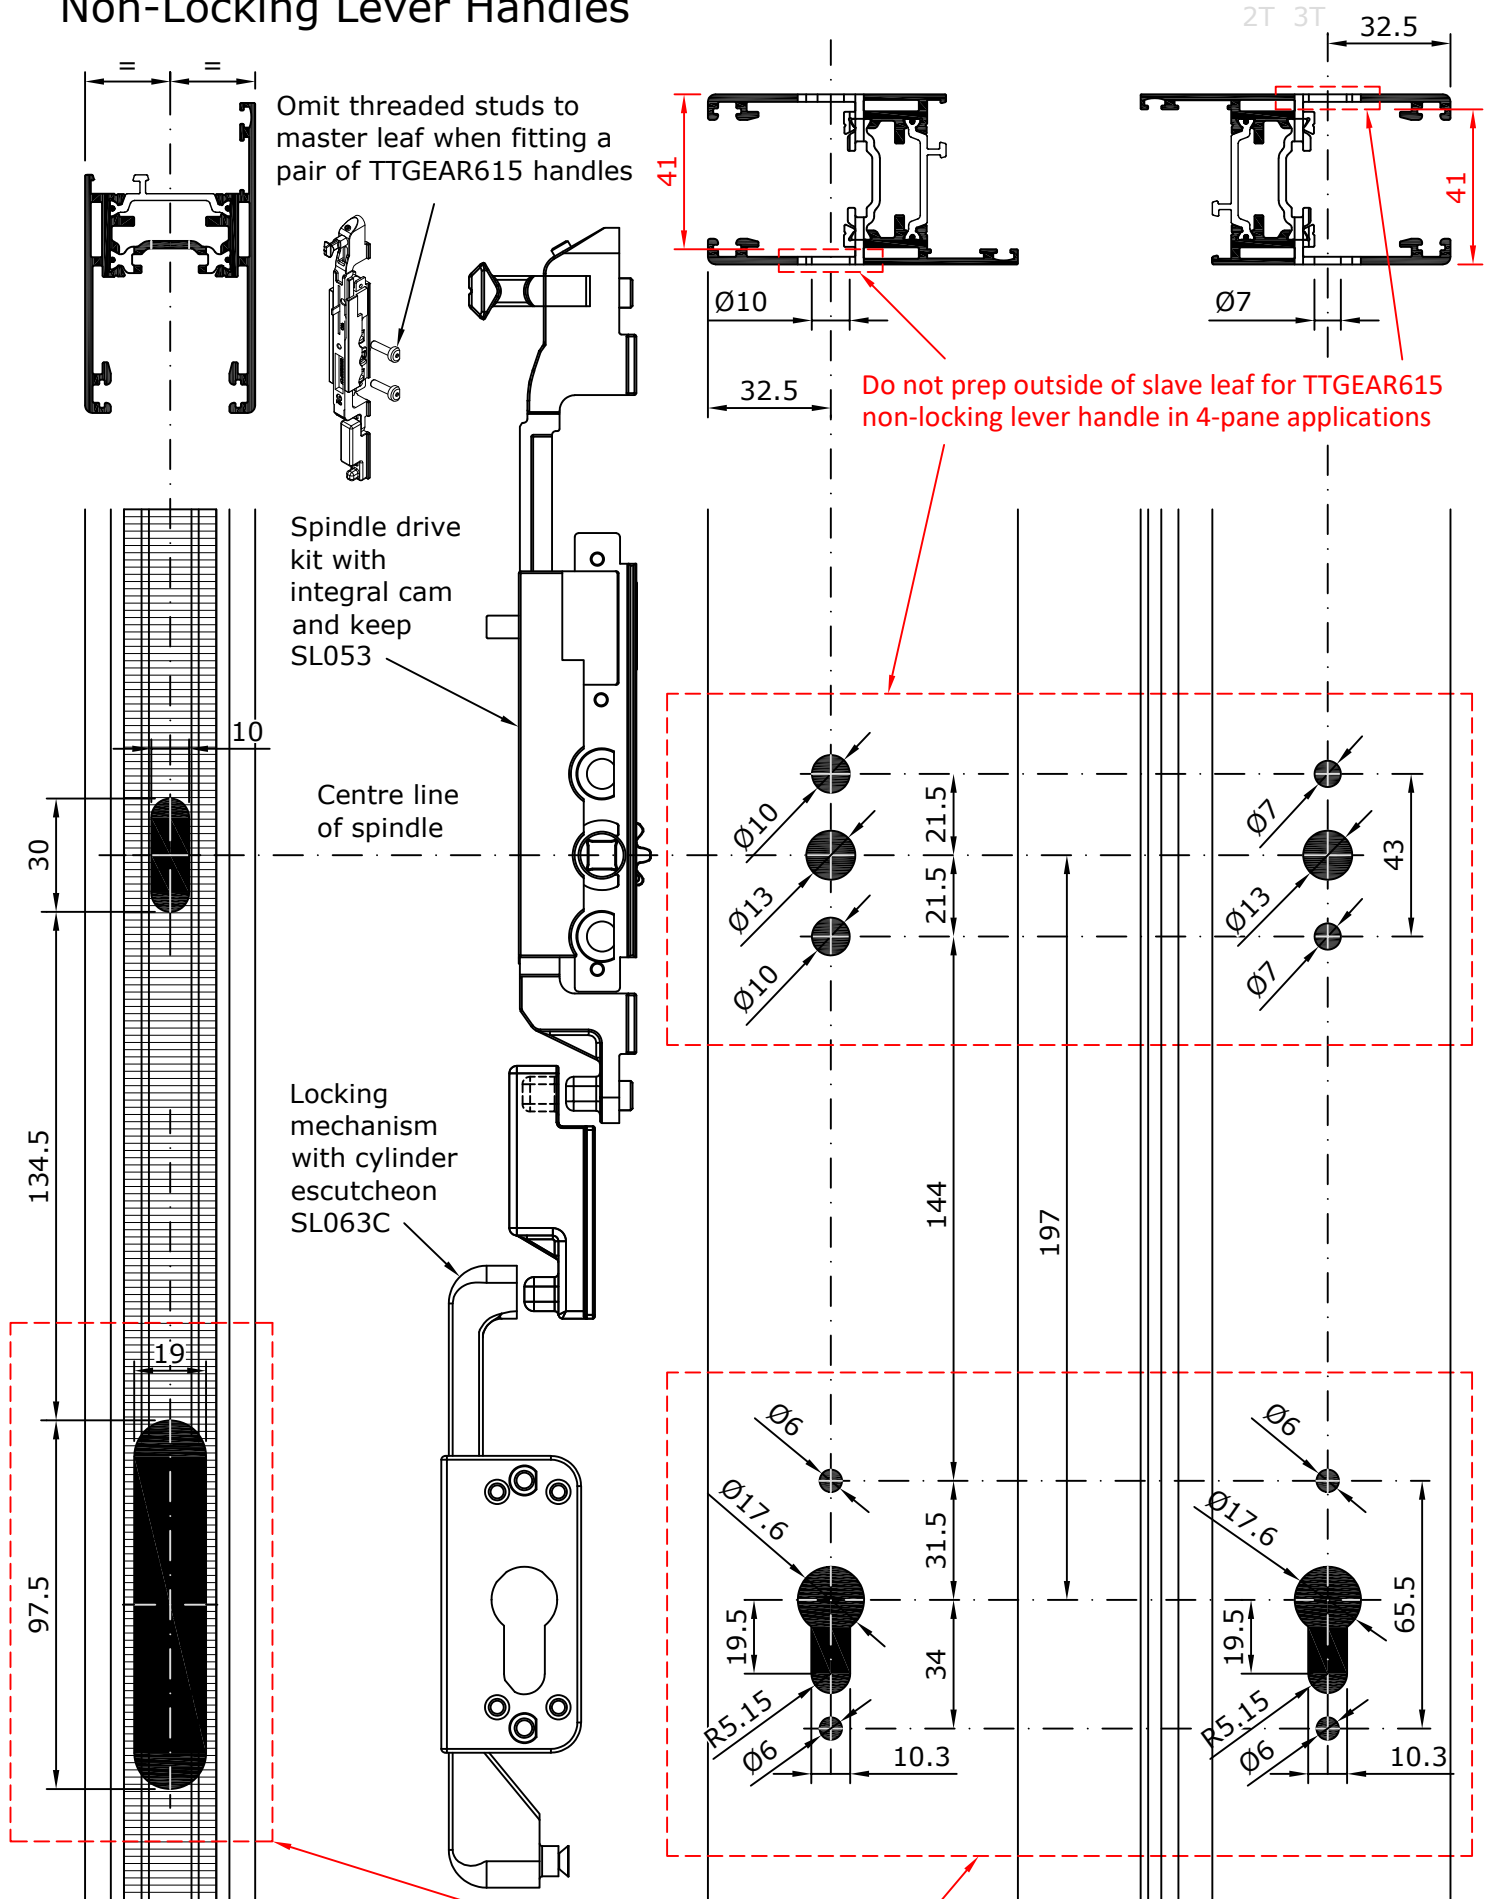 Non-Locking Lever Handles
2T 3T
32.5
= =
Omit threaded studs to
master leaf when fitting a
pair of TTGEAR615 handles
41
41
Ø10
Ø7
32.5
Do not prep outside of slave leaf for TTGEAR615
non-locking lever handle in 4-pane applications
Spindle drive
kit with
integral cam
and keep
SL053
10
30
Centre line
of spindle
Ø10
21.5
Ø7
Ø13
21.5
Ø13
43
Ø10
Ø7
Locking
mechanism
with cylinder
escutcheon
SL063C
134.5
144
197
19
97.5
Ø6
Ø6
Ø17.6
Ø17.6
31.5
65.5
19.5
34
19.5
R5.15
R5.15
Ø6
10.3
Ø6
10.3